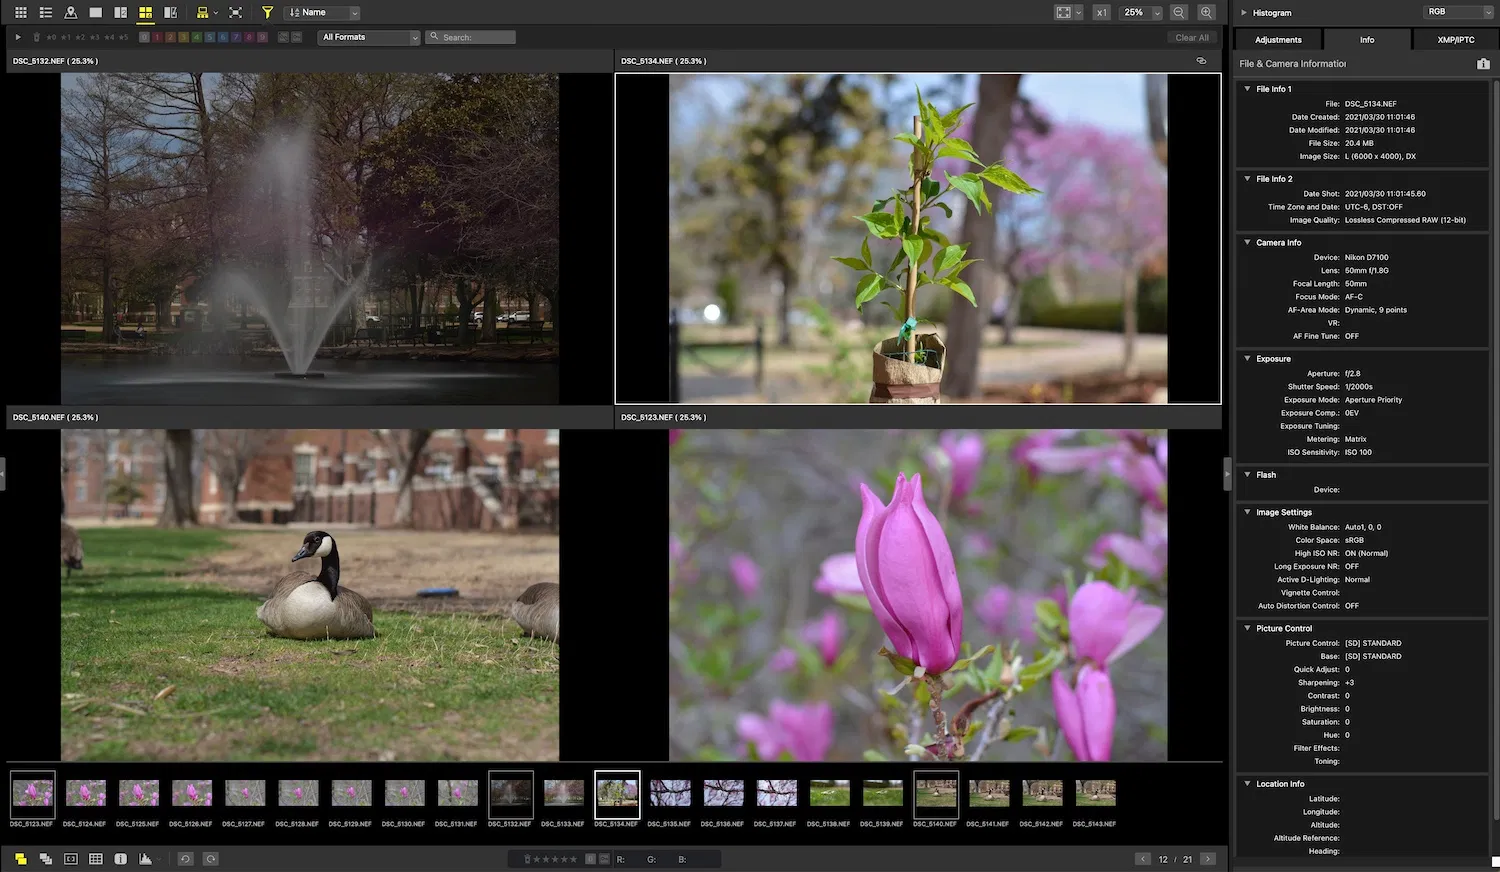 Name
x1
25%
Histogram
RGB
0 1 2 3 4 5 6 7 8 9
All Formats
Search:
Clear All
Adjustments
Info
XMP/IPTC
DSC_5132.NEF ( 25.3% )
DSC_5134.NEF ( 25.3% )
File & Camera Information
File Info 1
File: DSC_5134.NEF
Date Created: 2021/03/30 11:01:46
Date Modified: 2021/03/30 11:01:46
File Size: 20.4 MB
Image Size: L (6000 x 4000), DX
File Info 2
Date Shot: 2021/03/30 11:01:45.60
Time Zone and Date: UTC-6, DST:OFF
Image Quality: Lossless Compressed RAW (12-bit)
Camera Info
Device: Nikon D7100
Lens: 50mm f/1.8G
Focal Length: 50mm
Focus Mode: AF-C
AF-Area Mode: Dynamic, 9 points
VR:
AF Fine Tune: OFF
Exposure
Aperture: f/2.8
Shutter Speed: 1/2000s
Exposure Mode: Aperture Priority
Exposure Comp.: 0EV
Exposure Tuning:
Metering: Matrix
ISO Sensitivity: ISO 100
Flash
Device:
Image Settings
White Balance: Auto1, 0, 0
Color Space: sRGB
High ISO NR: ON (Normal)
Long Exposure NR: OFF
Active D-Lighting: Normal
Vignette Control:
Auto Distortion Control: OFF
Picture Control
Picture Control: [SD] STANDARD
Base: [SD] STANDARD
Quick Adjust: 0
Sharpening: +3
Contrast: 0
Brightness: 0
Saturation: 0
Hue: 0
Filter Effects:
Toning:
Location Info
Latitude:
Longitude:
Altitude:
Altitude Reference:
Heading:
DSC_5140.NEF ( 25.3% )
DSC_5123.NEF ( 25.3% )
DSC_5123.NEF DSC_5124.NEF DSC_5125.NEF DSC_5126.NEF DSC_5127.NEF DSC_5128.NEF DSC_5129.NEF DSC_5130.NEF DSC_5131.NEF DSC_5132.NEF DSC_5133.NEF DSC_5134.NEF DSC_5135.NEF DSC_5136.NEF DSC_5137.NEF DSC_5138.NEF DSC_5139.NEF DSC_5140.NEF DSC_5141.NEF DSC_5142.NEF DSC_5143.NEF
R: G: B:
12 / 21